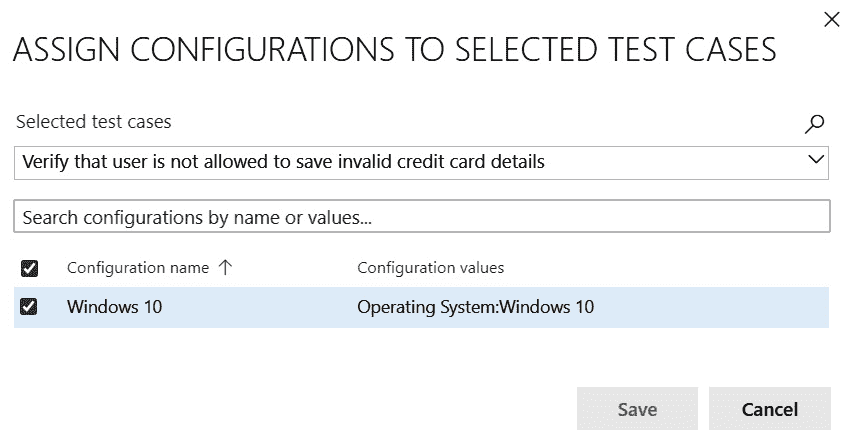 ASSIGN CONFIGURATIONS TO SELECTED TEST CASES
Selected test cases
Verify that user is not allowed to save invalid credit card details
Search configurations by name or values...
Configuration name ↑ Configuration values
Windows 10 Operating System:Windows 10
Save Cancel